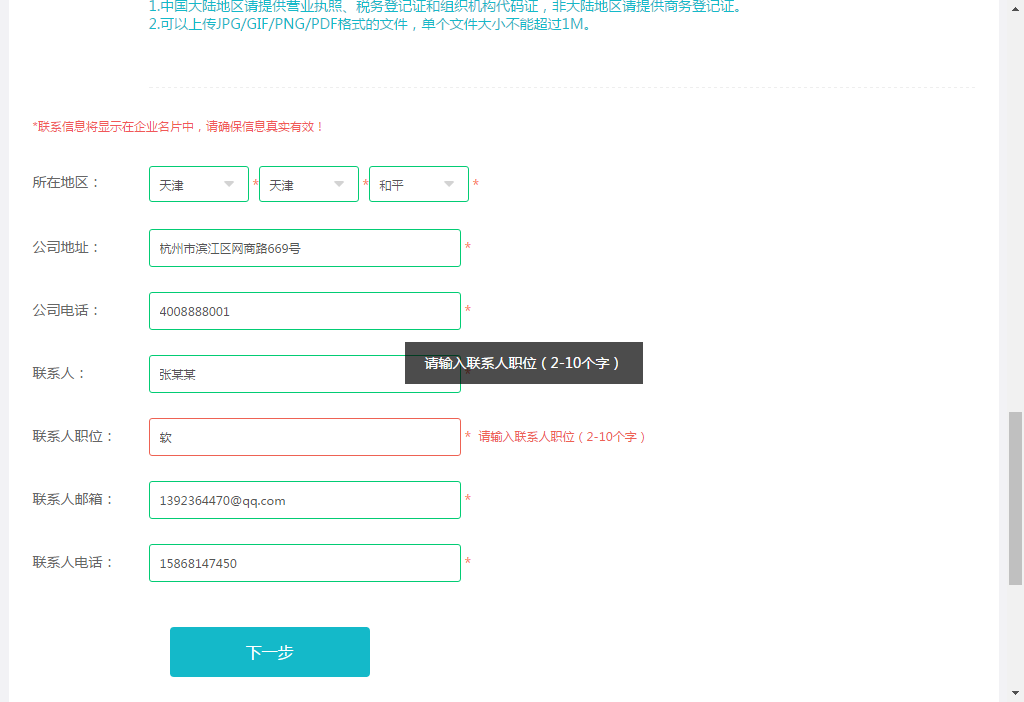 1.中国大陆地区请提供营业执照、税务登记证和组织机构代码证，非大陆地区请提供商务登记证。
2.可以上传JPG/GIF/PNG/PDF格式的文件，单个文件大小不能超过1M。
*联系信息将显示在企业名片中，请确保信息真实有效！
所在地区： 天津 * 天津 * 和平 *
公司地址： 杭州市滨江区网商路669号 *
公司电话： 4008888001 *
请输入联系人职位（2-10个字）
联系人： 张某某 *
联系人职位： 软 * 请输入联系人职位（2-10个字）
联系人邮箱： 1392364470@qq.com *
联系人电话： 15868147450 *
下一步